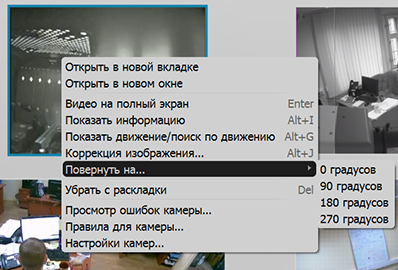 Открыть в новой вкладке
Открыть в новом окне
Видео на полный экран Enter
Показать информацию Alt+I
Показать движение/поиск по движению Alt+G
Коррекция изображения... Alt+J
Повернуть на...
0 градусов
90 градусов
180 градусов
270 градусов
Убрать с раскладки Del
Просмотр ошибок камеры...
Правила для камеры...
Настройки камер...